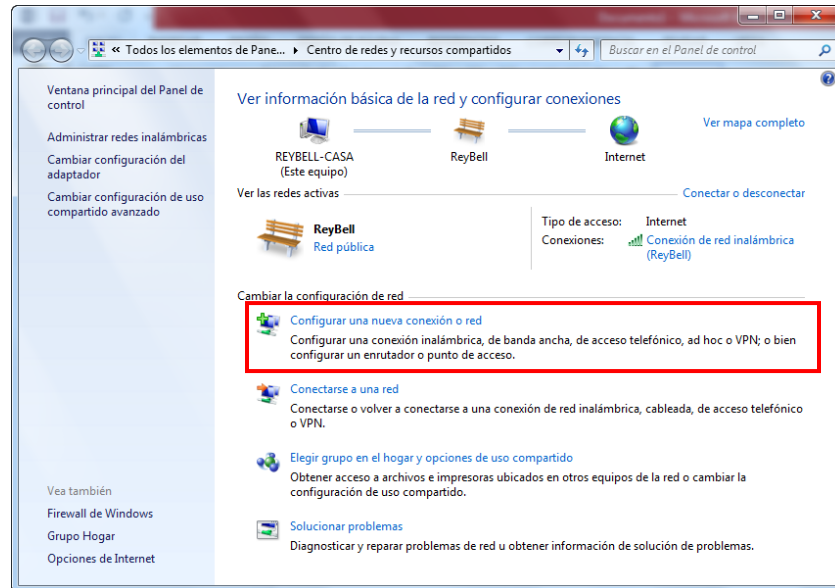 « Todos los elementos de Pane... ▸ Centro de redes y recursos compartidos
Buscar en el Panel de control
Ventana principal del Panel de
control
Administrar redes inalámbricas
Cambiar configuración del
adaptador
Cambiar configuración de uso
compartido avanzado
Ver información básica de la red y configurar conexiones
Ver mapa completo
REYBELL-CASA
(Este equipo)
ReyBell
Internet
Ver las redes activas
Conectar o desconectar
ReyBell
Red pública
Tipo de acceso: Internet
Conexiones: Conexión de red inalámbrica
(ReyBell)
Cambiar la configuración de red
Configurar una nueva conexión o red
Configurar una conexión inalámbrica, de banda ancha, de acceso telefónico, ad hoc o VPN; o bien
configurar un enrutador o punto de acceso.
Conectarse a una red
Conectarse o volver a conectarse a una conexión de red inalámbrica, cableada, de acceso telefónico
o VPN.
Elegir grupo en el hogar y opciones de uso compartido
Obtener acceso a archivos e impresoras ubicados en otros equipos de la red o cambiar la
configuración de uso compartido.
Solucionar problemas
Diagnosticar y reparar problemas de red u obtener información de solución de problemas.
Vea también
Firewall de Windows
Grupo Hogar
Opciones de Internet